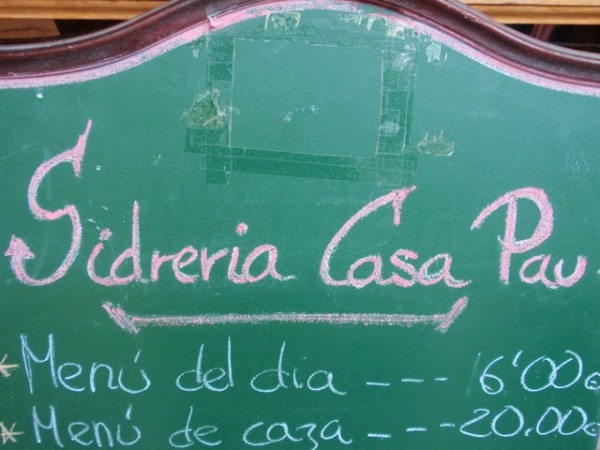 Sidreria Casa Pau
* Menú del dia --- 6'00€
* Menú de caza --- 20.00€